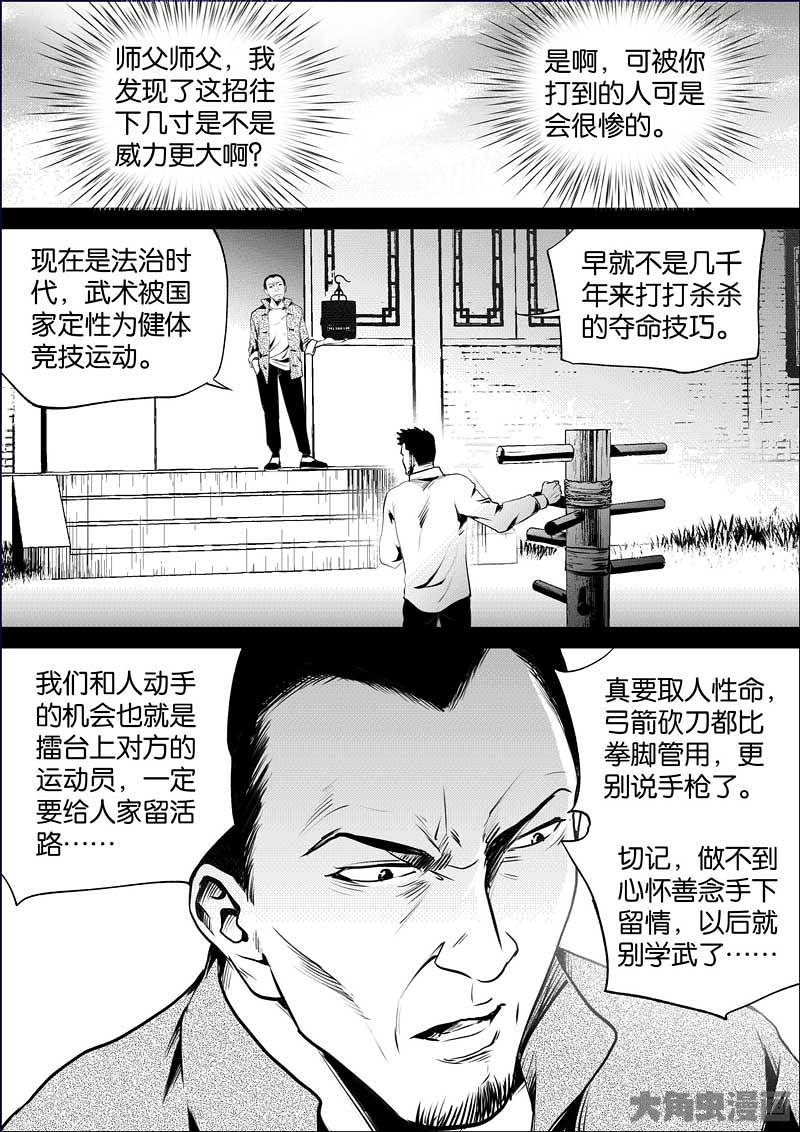 师父师父，我
发现了这招往
下几寸是不是
威力更大啊？
是啊，可被你
打到的人可是
会很惨的。
现在是法治时
代，武术被国
家定性为健体
竞技运动。
早就不是几千
年来打打杀杀
的夺命技巧。
我们和人动手
的机会也就是
擂台上对方的
运动员，一定
要给人家留活
路……
真要取人性命，
弓箭砍刀都比
拳脚管用，更
别说手枪了。
切记，做不到
心怀善念手下
留情，以后就
别学武了……
大角虫漫画